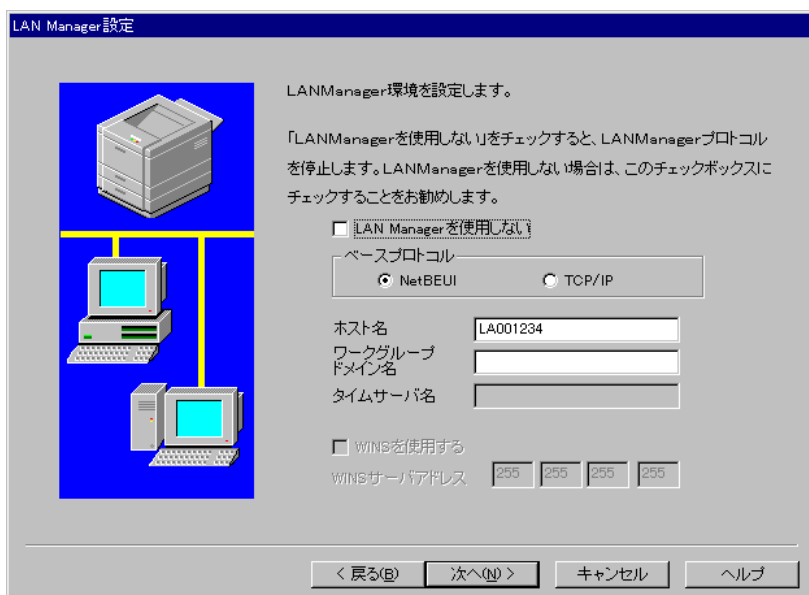 LAN Manager設定
LANManager環境を設定します。
「LANManagerを使用しない」をチェックすると、LANManagerプロトコル
を停止します。LANManagerを使用しない場合は、このチェックボックスに
チェックすることをお勧めします。
LAN Managerを使用しない
ベースプロトコル
NetBEUI TCP/IP
ホスト名 LA001234
ワークグループ
ドメイン名
タイムサーバ名
WINSを使用する
WINSサーバアドレス 255 255 255 255
< 戻る(B) 次へ(N) > キャンセル ヘルプ